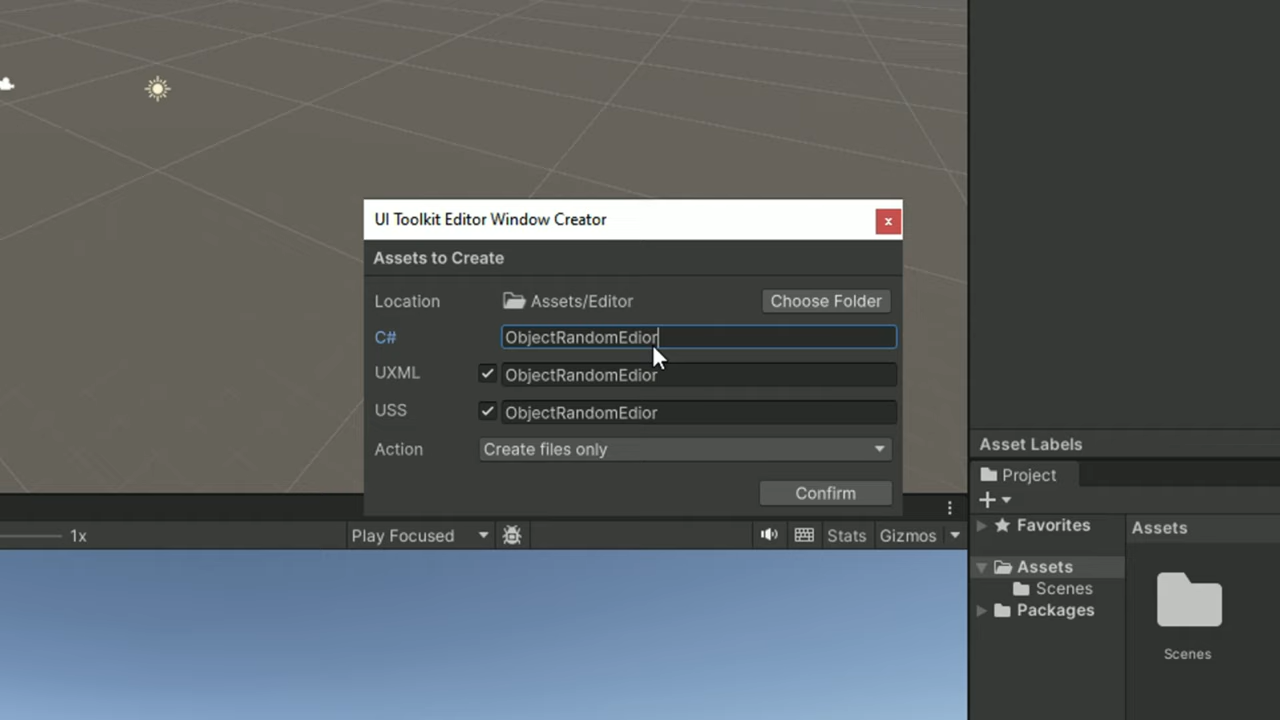 UI Toolkit Editor Window Creator
x
Assets to Create
Location Assets/Editor Choose Folder
C# ObjectRandomEdior
UXML ObjectRandomEdior
USS ObjectRandomEdior
Action Create files only
Confirm
1x Play Focused Stats Gizmos
Asset Labels
Project
Favorites
Assets
Scenes
Packages
Assets
Scenes